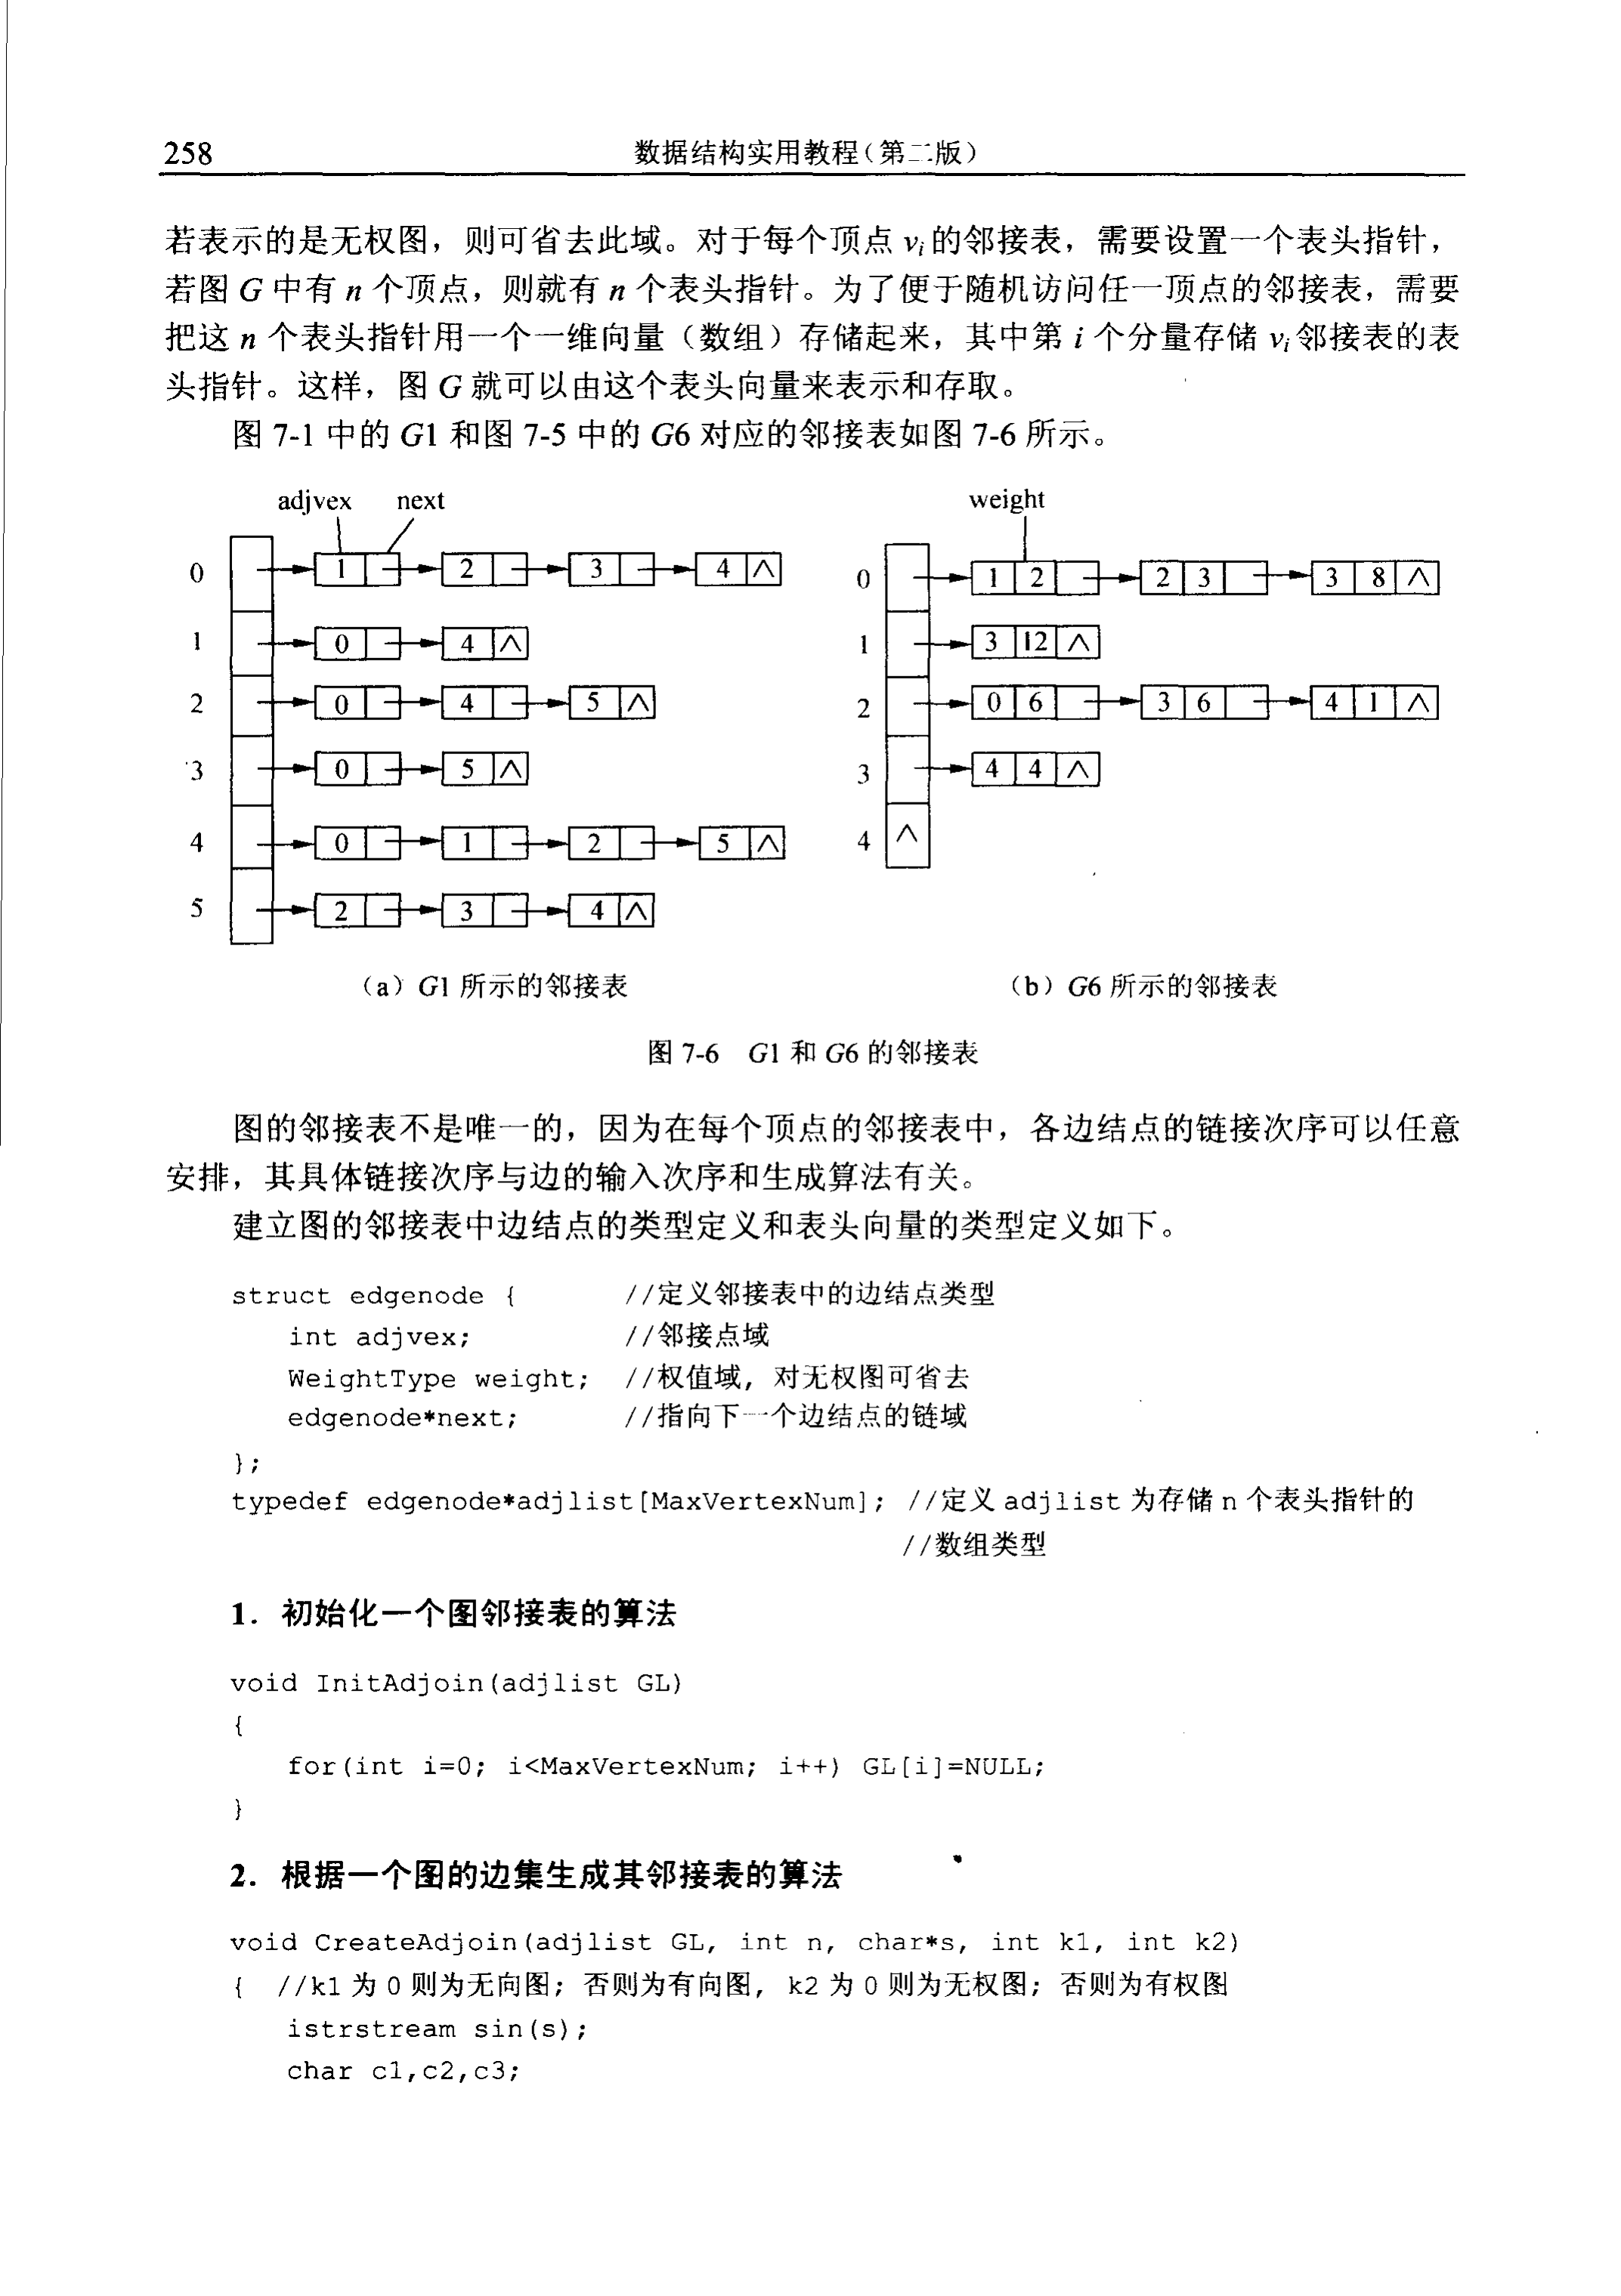 258 数据结构实用教程(第二版)
若表示的是无权图，则可省去此域。对于每个顶点 vi 的邻接表，需要设置一个表头指针，
若图 G 中有 n 个顶点，则就有 n 个表头指针。为了便于随机访问任一顶点的邻接表，需要
把这 n 个表头指针用一个一维向量（数组）存储起来，其中第 i 个分量存储 vi 邻接表的表
头指针。这样，图 G 就可以由这个表头向量来表示和存取。
图 7-1 中的 G1 和图 7-5 中的 G6 对应的邻接表如图 7-6 所示。
adjvex next
0 1 2 3 4 ∧
1 0 4 ∧
2 0 4 5 ∧
3 0 5 ∧
4 0 1 2 5 ∧
5 2 3 4 ∧
（a）G1 所示的邻接表
weight
0 1 2 2 3 3 8 ∧
1 3 12 ∧
2 0 6 3 6 4 1 ∧
3 4 4 ∧
4 ∧
（b）G6 所示的邻接表
图 7-6 G1 和 G6 的邻接表
图的邻接表不是唯一的，因为在每个顶点的邻接表中，各边结点的链接次序可以任意
安排，其具体链接次序与边的输入次序和生成算法有关。
建立图的邻接表中边结点的类型定义和表头向量的类型定义如下。
struct edgenode { //定义邻接表中的边结点类型
int adjvex; //邻接点域
WeightType weight; //权值域，对无权图可省去
edgenode*next; //指向下一个边结点的链域
};
typedef edgenode*adjlist[MaxVertexNum]; //定义 adjlist 为存储 n 个表头指针的
//数组类型
1．初始化一个图邻接表的算法
void InitAdjoin(adjlist GL)
{
for(int i=0; i<MaxVertexNum; i++) GL[i]=NULL;
}
2．根据一个图的边集生成其邻接表的算法
void CreateAdjoin(adjlist GL, int n, char*s, int k1, int k2)
{ //k1 为 0 则为无向图；否则为有向图，k2 为 0 则为无权图；否则为有权图
istrstream sin(s);
char c1,c2,c3;